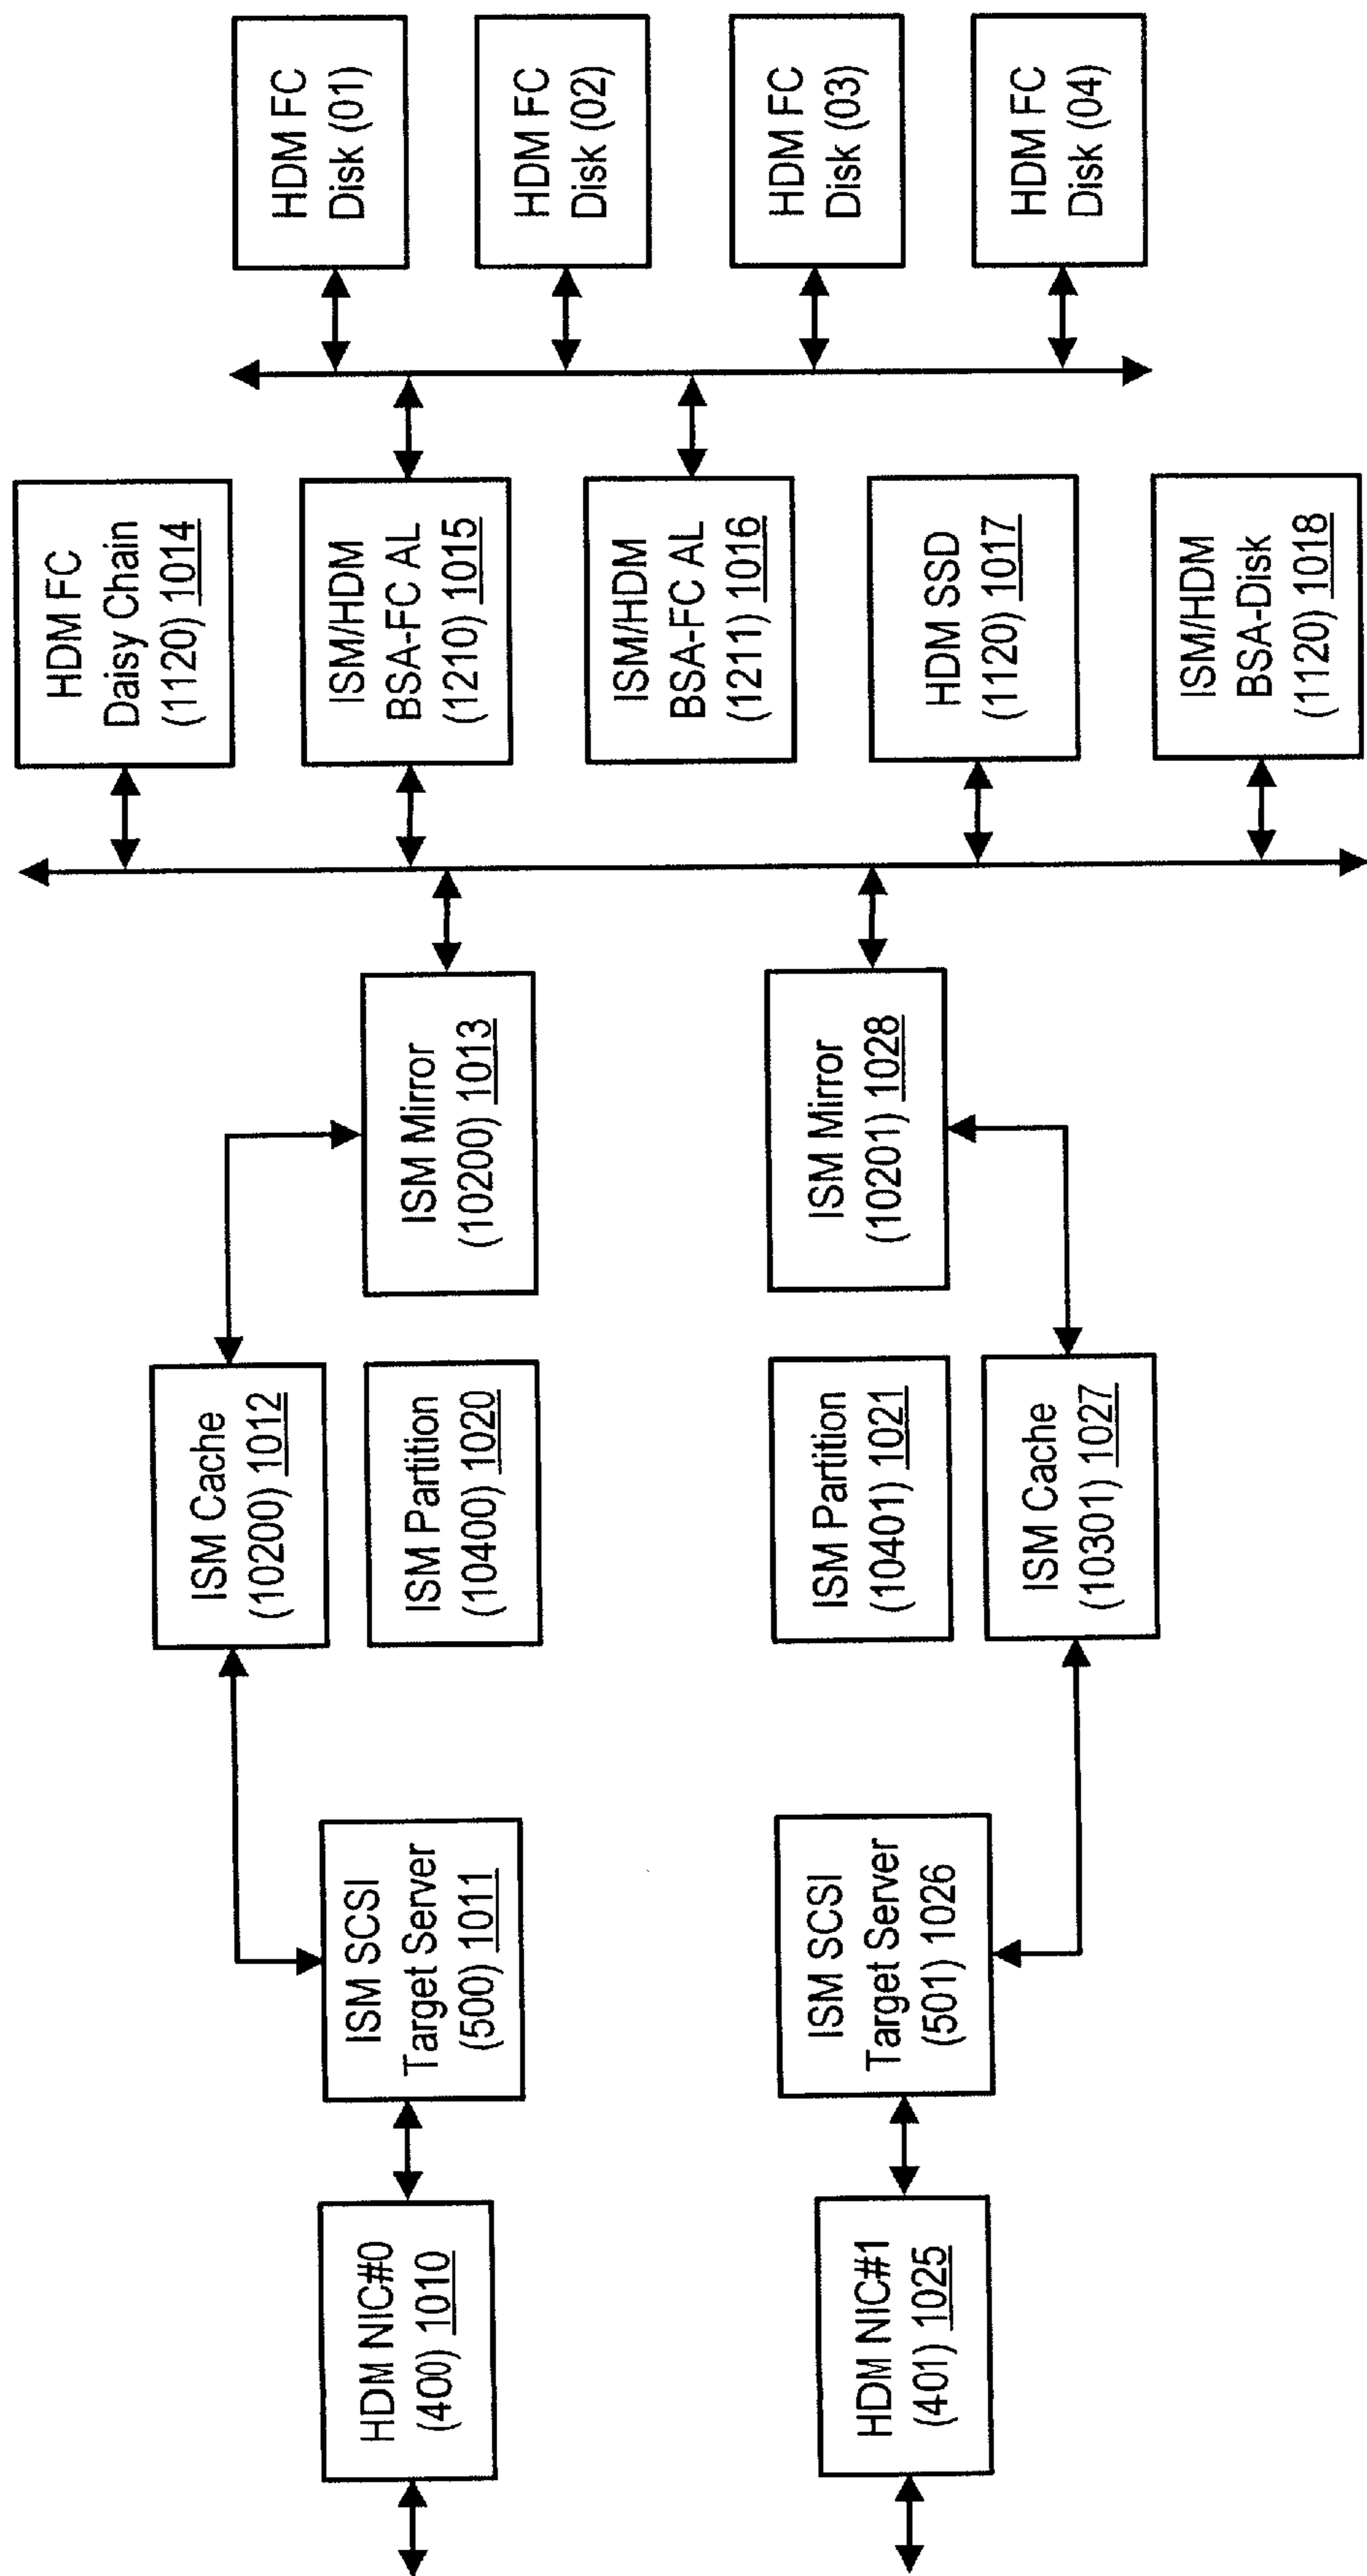 HDM NIC#0
(400) 1010
HDM NIC#1
(401) 1025
ISM SCSI
Target Server
(500) 1011
ISM SCSI
Target Server
(501) 1026
ISM Cache
(10200) 1012
ISM Partition
(10400) 1020
ISM Partition
(10401) 1021
ISM Cache
(10301) 1027
ISM Mirror
(10200) 1013
ISM Mirror
(10201) 1028
HDM FC
Daisy Chain
(1120) 1014
ISM/HDM
BSA-FC AL
(1210) 1015
ISM/HDM
BSA-FC AL
(1211) 1016
HDM SSD
(1120) 1017
ISM/HDM
BSA-Disk
(1120) 1018
HDM FC
Disk (01)
HDM FC
Disk (02)
HDM FC
Disk (03)
HDM FC
Disk (04)